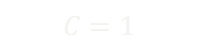 C = 1